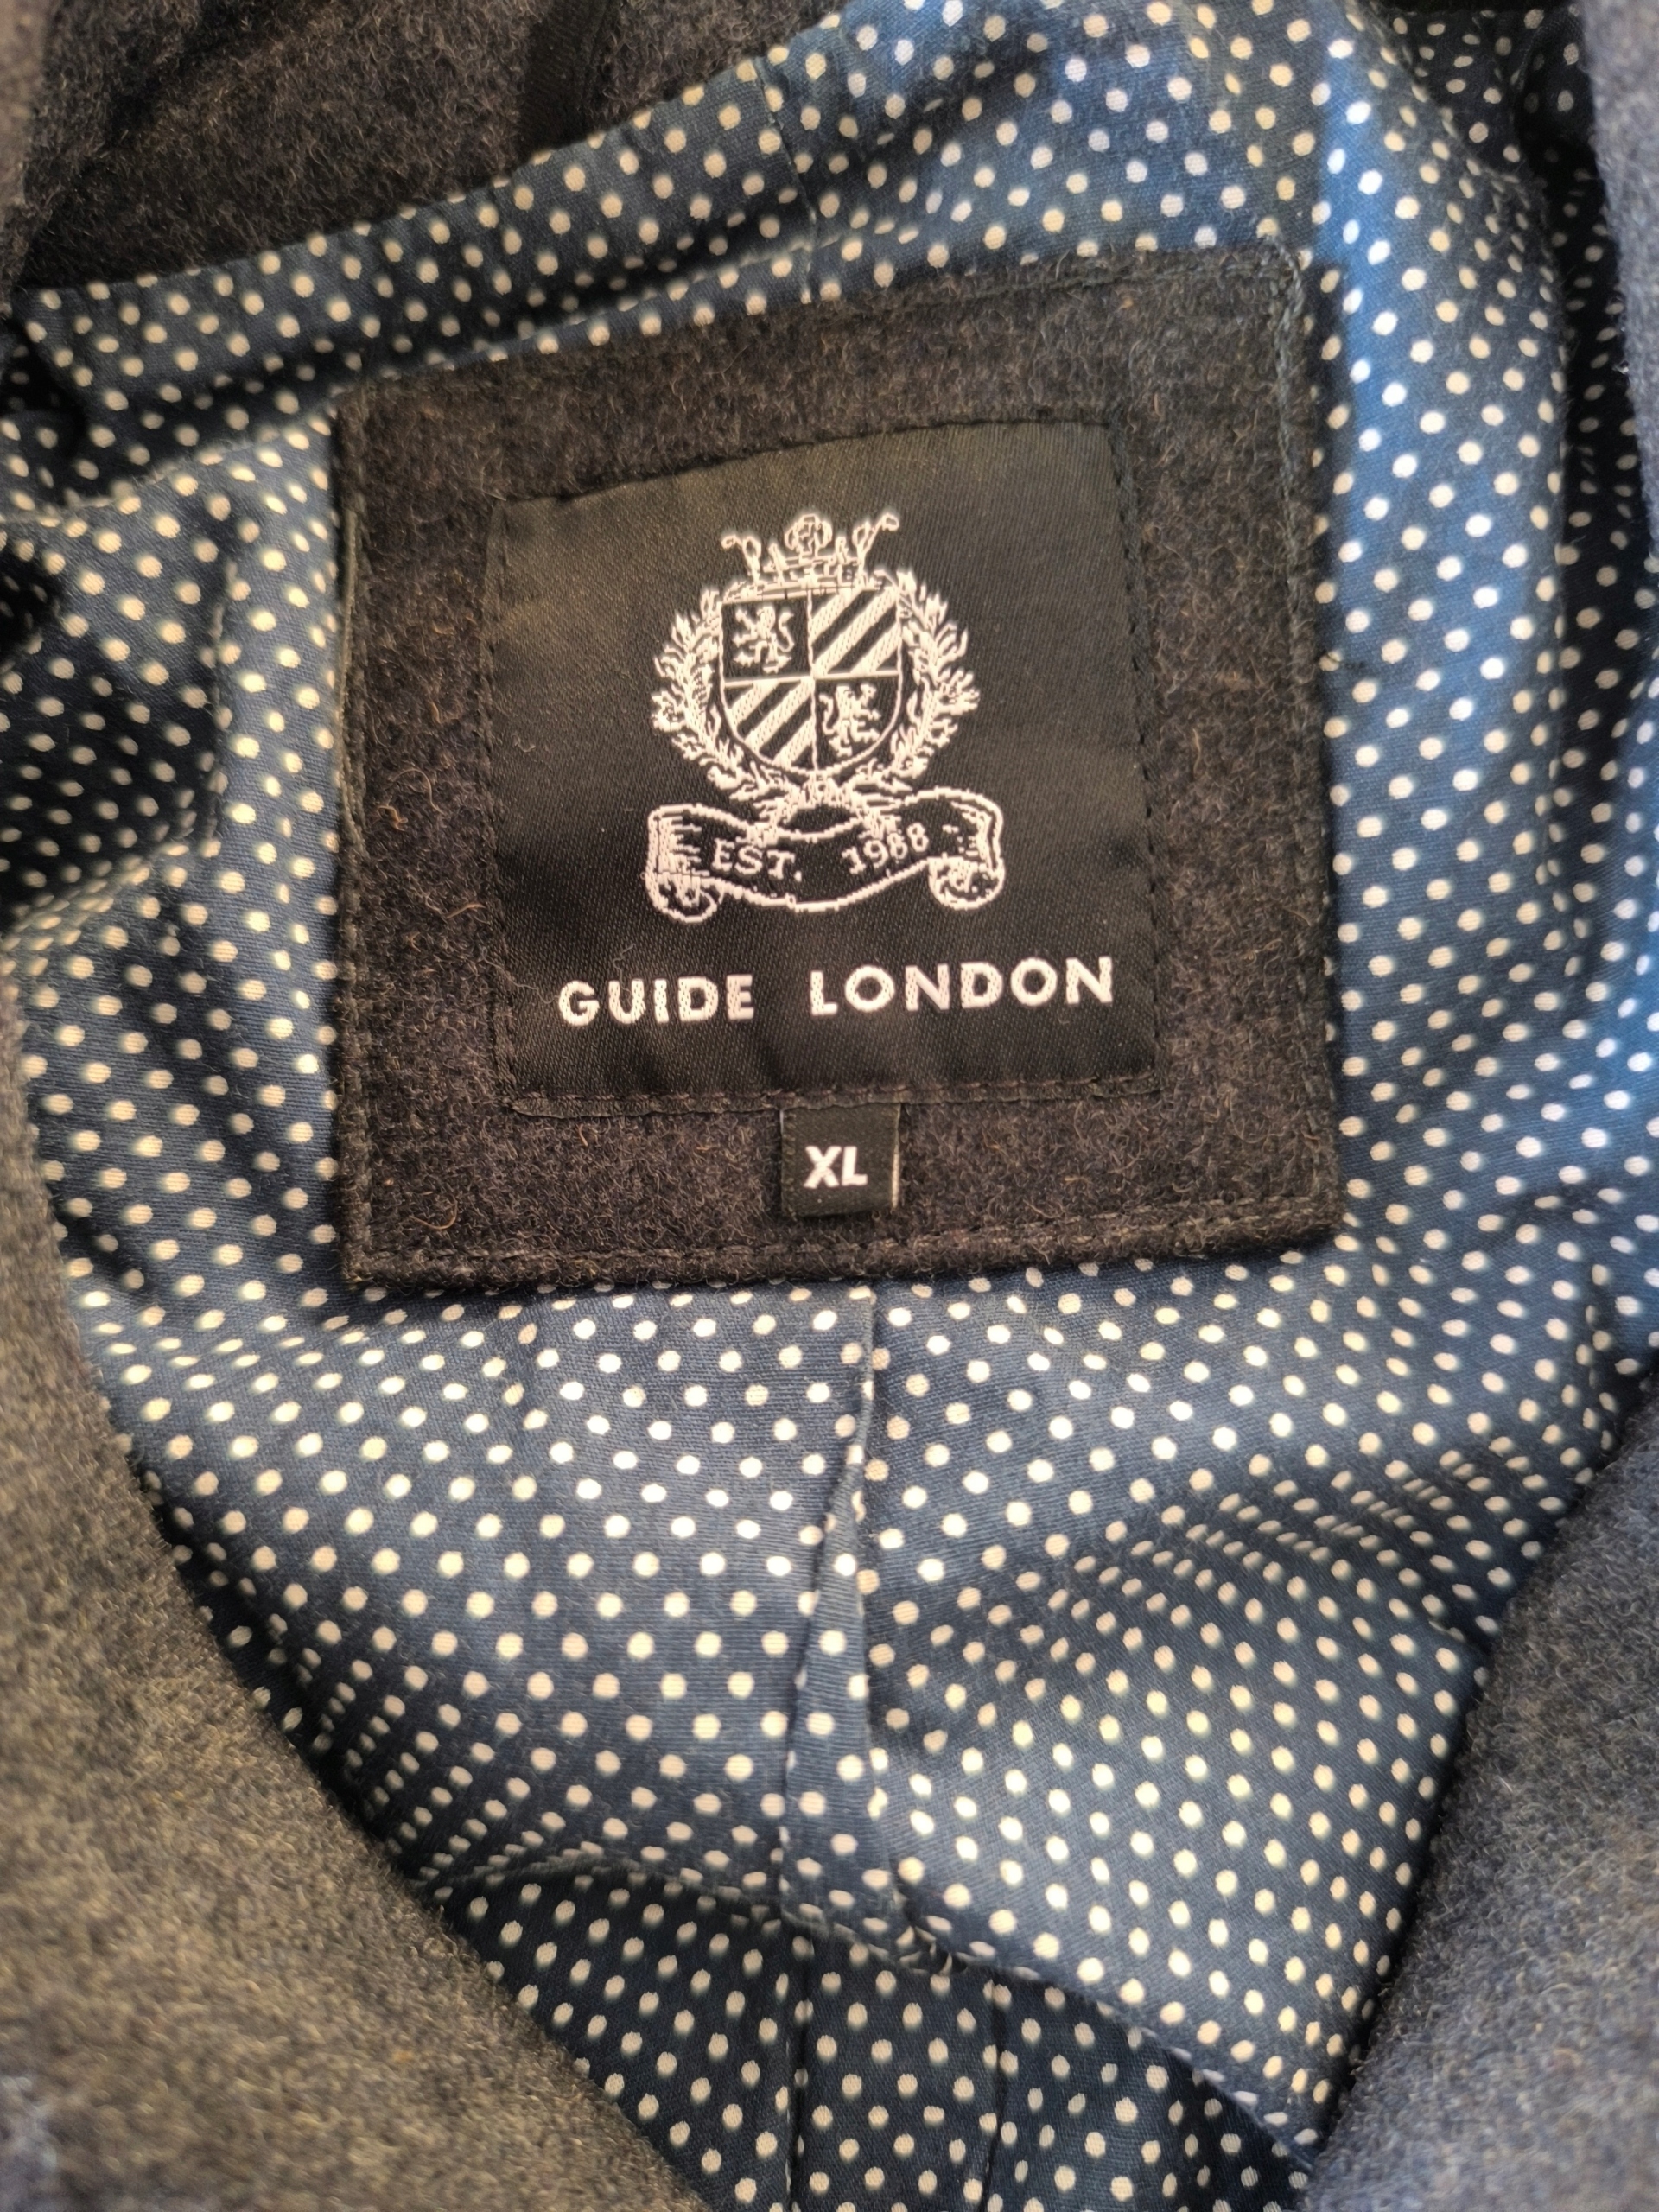 EST. 1988
GUIDE LONDON
XL